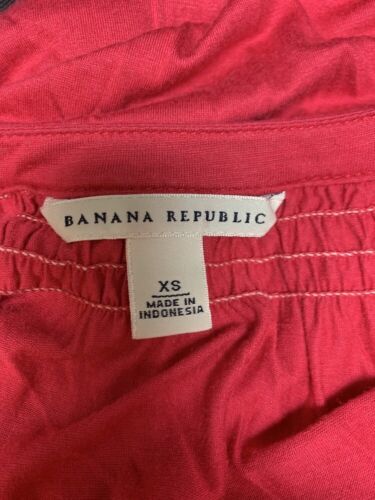 BANANA REPUBLIC
XS
MADE IN
INDONESIA